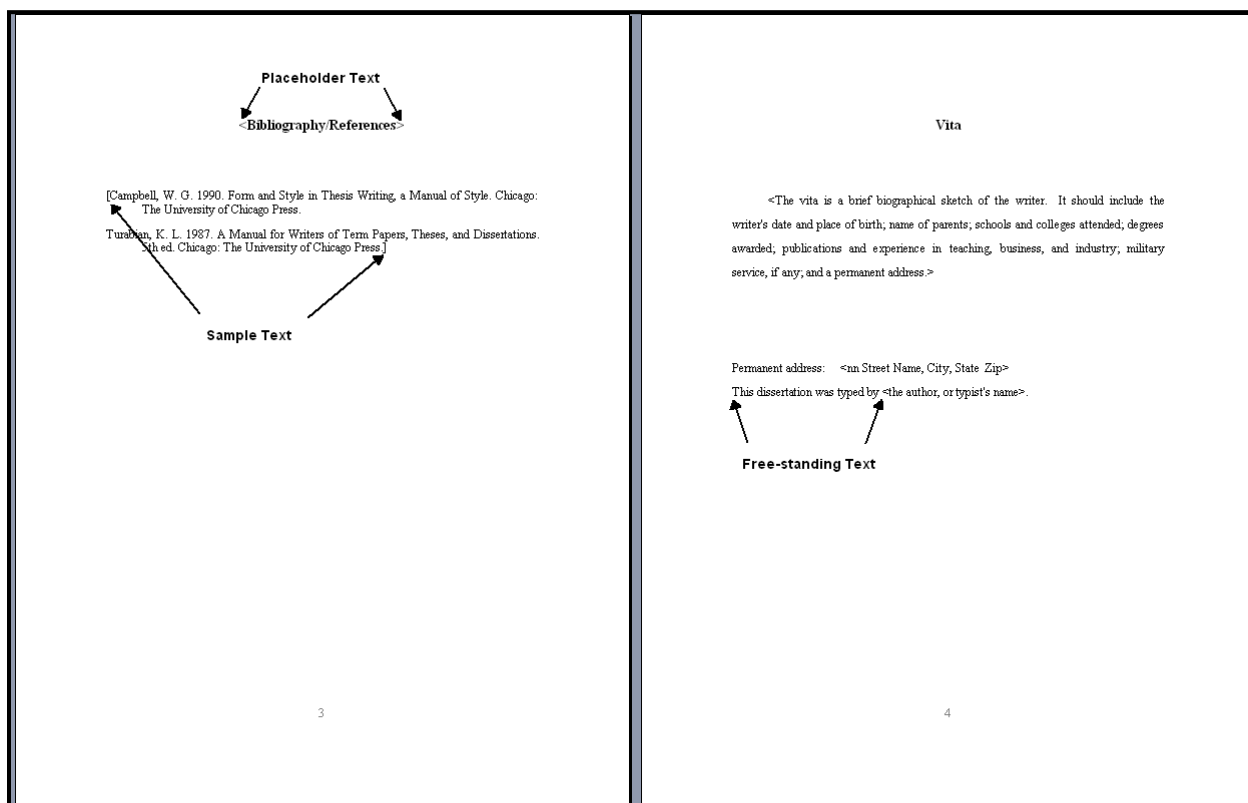 Placeholder Text
<Bibliography/References>
[Campbell, W. G. 1990. Form and Style in Thesis Writing, a Manual of Style. Chicago:
The University of Chicago Press.
Turabian, K. L. 1987. A Manual for Writers of Term Papers, Theses, and Dissertations.
5th ed. Chicago: The University of Chicago Press.]
Sample Text
3
Vita
<The vita is a brief biographical sketch of the writer. It should include the
writer's date and place of birth; name of parents; schools and colleges attended; degrees
awarded; publications and experience in teaching, business, and industry; military
service, if any; and a permanent address.>
Permanent address: <nn Street Name, City, State Zip>
This dissertation was typed by <the author, or typist's name>.
Free-standing Text
4